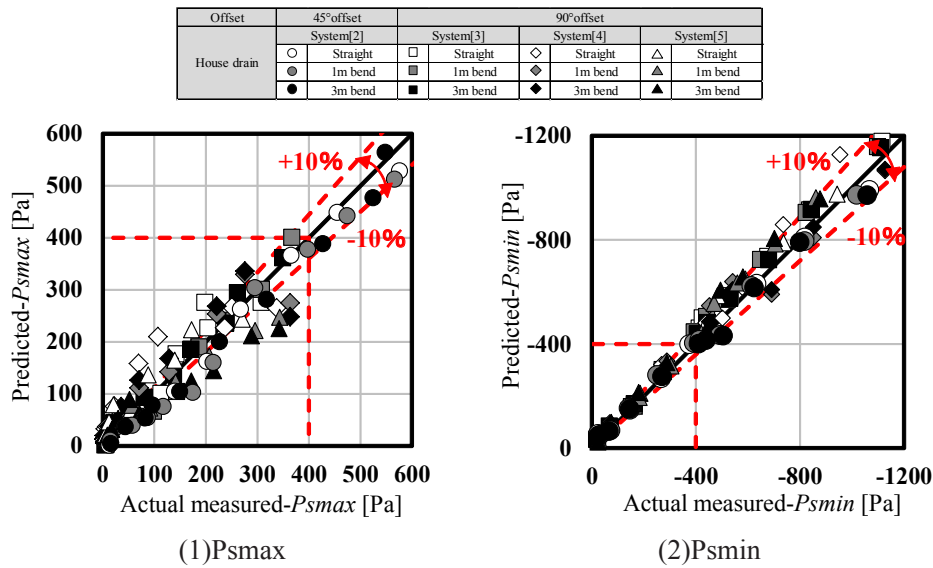 Offset 45°offset 90°offset
House drain System[2] System[3] System[4] System[5]
Straight Straight Straight Straight
1m bend 1m bend 1m bend 1m bend
3m bend 3m bend 3m bend 3m bend
600
500
400
300
200
100
0
0 100 200 300 400 500 600
Predicted-Psmax [Pa]
Actual measured-Psmax [Pa]
+10%
-10%
(1)Psmax
-1200
-800
-400
0
0 -400 -800 -1200
Predicted-Psmin [Pa]
Actual measured-Psmin [Pa]
+10%
-10%
(2)Psmin